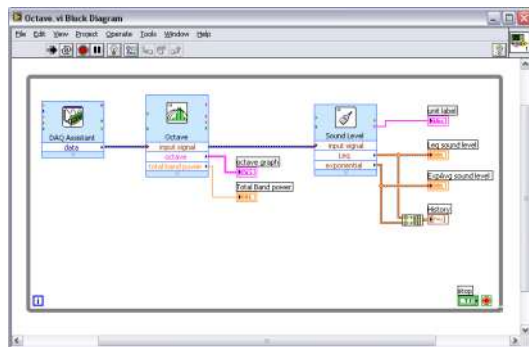 Octave.vi Block Diagram
File Edit View Project Operate Tools Window Help
DAQ Assistant
data
Octave
input signal
octave
total band power
octave graph
Total Band power
Sound Level
input signal
Leq
exponential
unit label
Leq sound level
ExpAvg sound level
History
stop
i